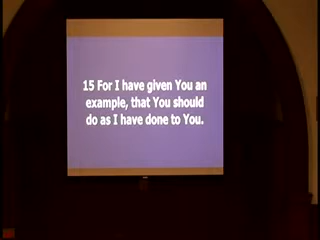 15 For I have given You an
example, that You should
do as I have done to You.